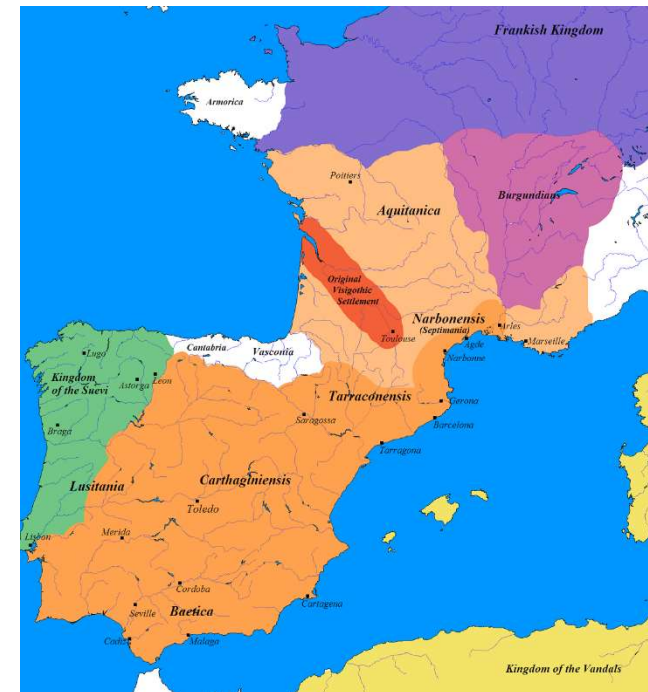 Frankish Kingdom
Armorica
Poitiers
Burgundians
Aquitanica
Original
Visigothic
Settlement
Toulouse
Narbonensis
(Septimania)
Arles
Marseille
Agde
Narbonne
Cantabria
Vasconia
Lugo
Kingdom
of the Suevi
Astorga
Leon
Braga
Tarraconensis
Saragossa
Gerona
Barcelona
Tarragona
Lusitania
Carthaginiensis
Toledo
Lisbon
Merida
Cordoba
Cartagena
Seville
Baetica
Cadiz
Malaga
Kingdom of the Vandals